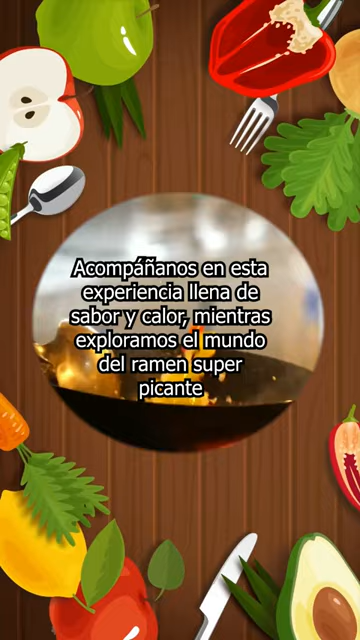 Acompáñanos en esta
experiencia llena de
sabor y calor, mientras
exploramos el mundo
del ramen super
picante